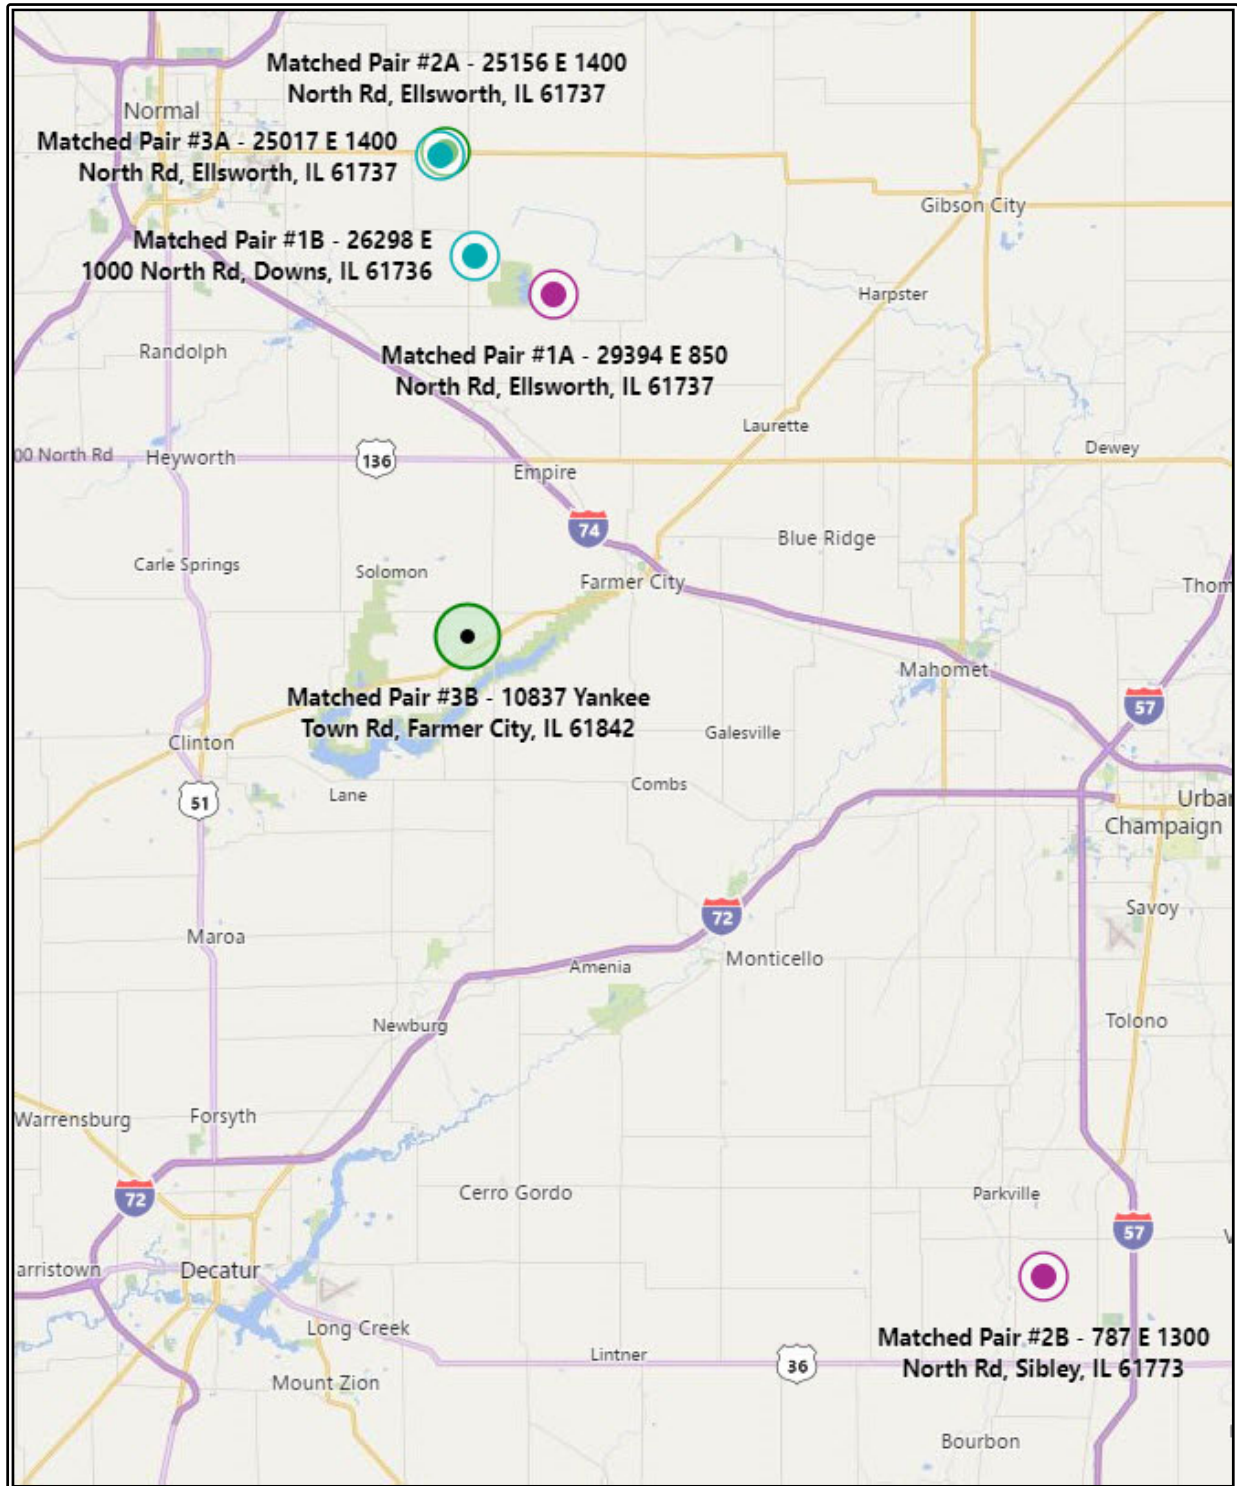 Matched Pair #2A - 25156 E 1400
North Rd, Ellsworth, IL 61737
Normal
Matched Pair #3A - 25017 E 1400
North Rd, Ellsworth, IL 61737
Gibson City
Matched Pair #1B - 26298 E
1000 North Rd, Downs, IL 61736
Harpster
Randolph
Matched Pair #1A - 29394 E 850
North Rd, Ellsworth, IL 61737
Laurette
Dewey
00 North Rd
Heyworth
136
Empire
74
Blue Ridge
Carle Springs
Solomon
Farmer City
Thom
Mahomet
Matched Pair #3B - 10837 Yankee
Town Rd, Farmer City, IL 61842
57
Galesville
Clinton
Combs
Lane
51
Urbar
Champaign
72
Savoy
Maroa
Monticello
Amenia
Newburg
Tolono
Warrensburg
Forsyth
72
Cerro Gordo
Parkville
57
V
arristown
Decatur
Long Creek
Matched Pair #2B - 787 E 1300
North Rd, Sibley, IL 61773
Lintner
36
Mount Zion
Bourbon